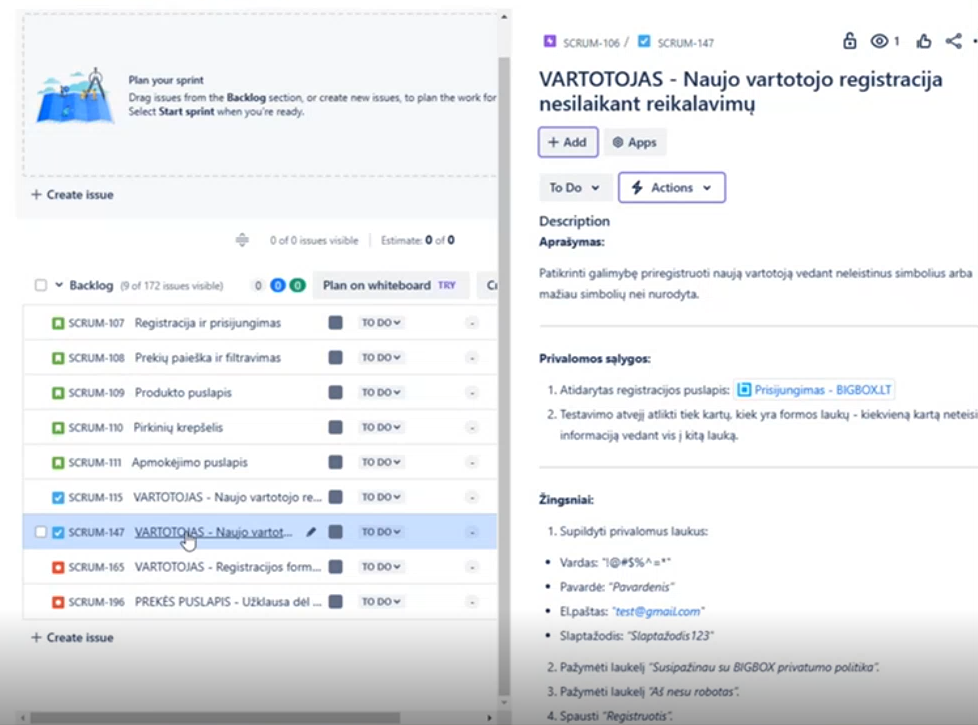 Plan your sprint
Drag issues from the Backlog section, or create new issues, to plan the work for
Select Start sprint when you're ready.
+ Create issue
0 of 0 issues visible | Estimate: 0 of 0
Backlog (9 of 172 issues visible) 0 0 0 Plan on whiteboard TRY
SCRUM-107 Registracija ir prisijungimas TO DO -
SCRUM-108 Prekių paieška ir filtravimas TO DO -
SCRUM-109 Produkto puslapis TO DO -
SCRUM-110 Pirkinių krepšelis TO DO -
SCRUM-111 Apmokėjimo puslapis TO DO -
SCRUM-115 VARTOTOJAS - Naujo vartotojo re... TO DO -
SCRUM-147 VARTOTOJAS - Naujo vartot... TO DO -
SCRUM-165 VARTOTOJAS - Registracijos form... TO DO -
SCRUM-196 PREKĖS PUSLAPIS - Užklausa dėl ... TO DO -
+ Create issue
SCRUM-106 / SCRUM-147 1
VARTOTOJAS - Naujo vartotojo registracija
nesilaikant reikalavimų
+ Add Apps
To Do Actions
Description
Aprašymas:
Patikrinti galimybę priregistruoti naują vartotoją vedant neleistinus simbolius arba
mažiau simbolių nei nurodyta.
Privalomos sąlygos:
1. Atidarytas registracijos puslapis: Prisijungimas - BIGBOX.LT
2. Testavimo atvejį atlikti tiek kartų, kiek yra formos laukų - kiekvieną kartą neteisi
informaciją vedant vis į kitą lauką.
Žingsniai:
1. Supildyti privalomus laukus:
• Vardas: "!@#$%^=*"
• Pavardė: "Pavardenis"
• El.paštas: "test@gmail.com"
• Slaptažodis: "Slaptažodis123"
2. Pažymėti laukelį "Susipažinau su BIGBOX privatumo politika".
3. Pažymėti laukelį "Aš nesu robotas".
4. Spausti "Registruotis".